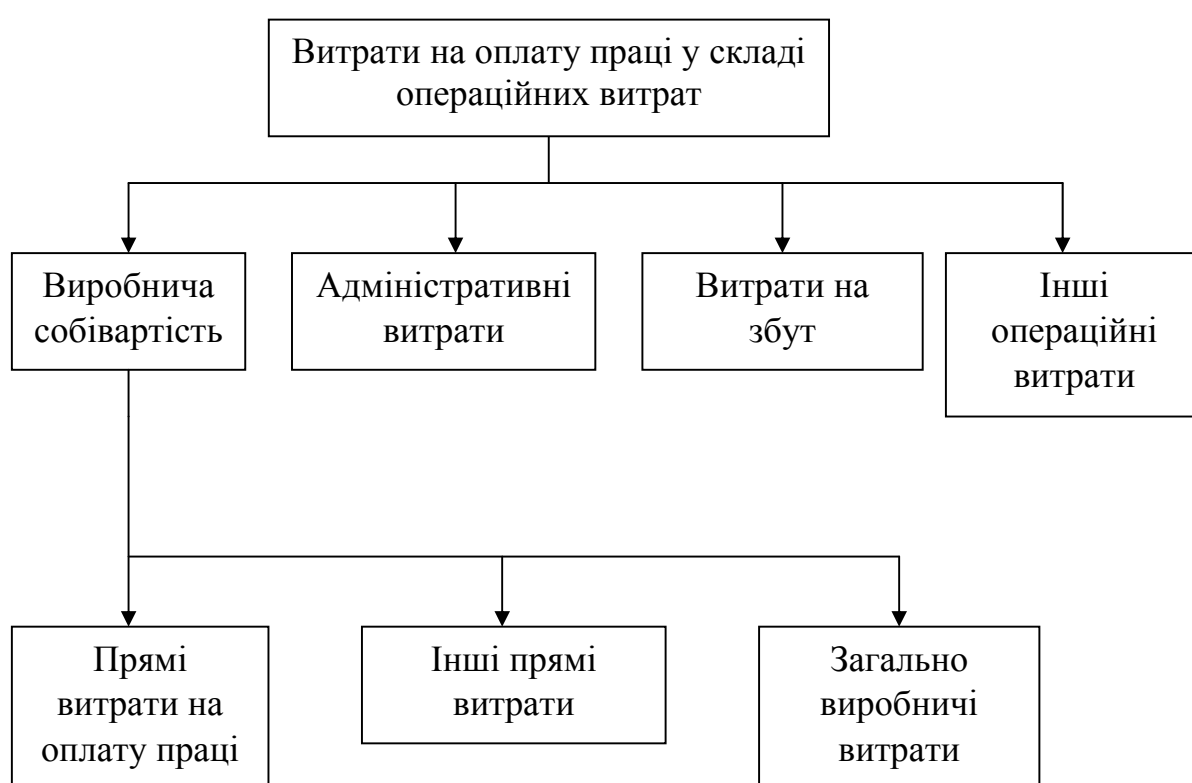 Витрати на оплату праці у складі
операційних витрат
Виробнича
собівартість
Адміністративні
витрати
Витрати на
збут
Інші
операційні
витрати
Прямі
витрати на
оплату праці
Інші прямі
витрати
Загально
виробничі
витрати